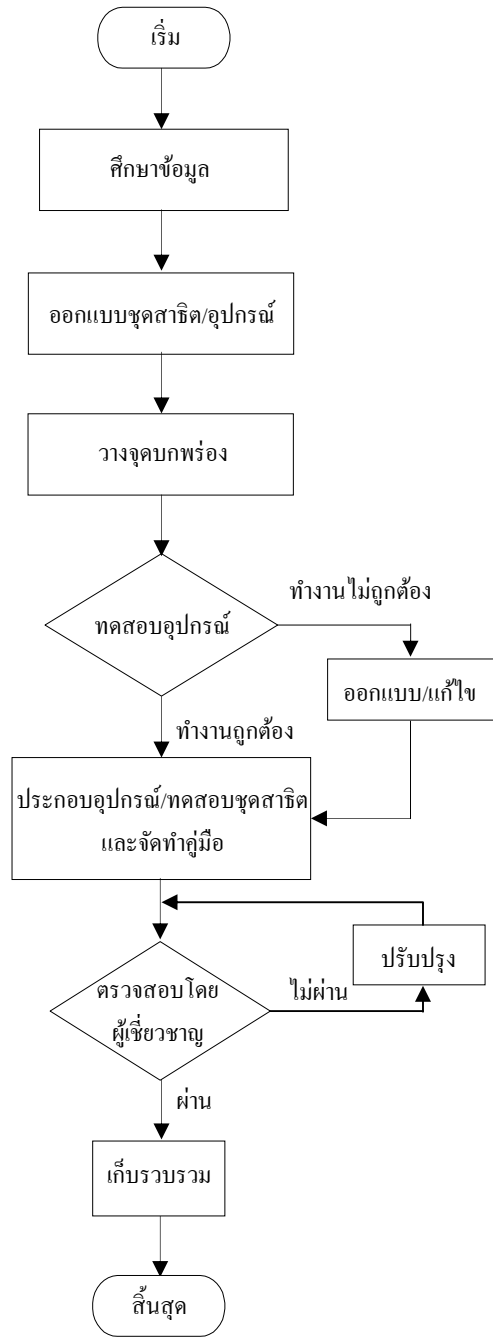 เริ่ม
ศึกษาข้อมูล
ออกแบบชุดสาธิต/อุปกรณ์
วางจุดบกพร่อง
ทดสอบอุปกรณ์
ทำงานไม่ถูกต้อง
ออกแบบ/แก้ไข
ทำงานถูกต้อง
ประกอบอุปกรณ์/ทดสอบชุดสาธิต
และจัดทำคู่มือ
ปรับปรุง
ตรวจสอบโดย
ผู้เชี่ยวชาญ
ไม่ผ่าน
ผ่าน
เก็บรวบรวม
สิ้นสุด